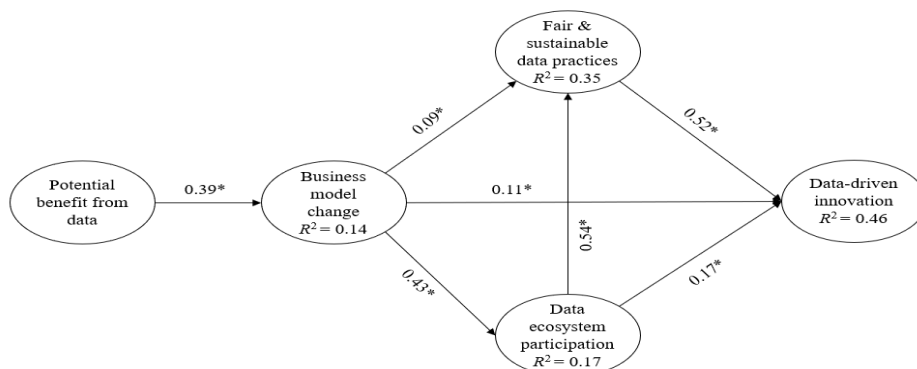 Fair &
sustainable
data practices
R² = 0.35
0.09*
0.52*
Potential
benefit from
data
0.39*
Business
model
change
R² = 0.14
0.11*
Data-driven
innovation
R² = 0.46
0.54*
0.43*
0.17*
Data
ecosystem
participation
R² = 0.17